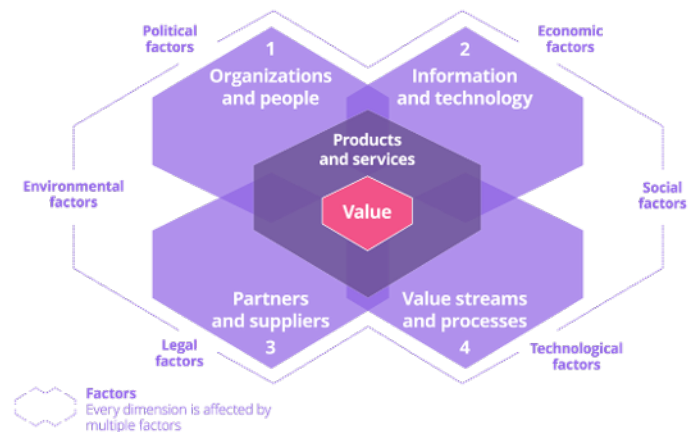 Political
factors
Economic
factors
1
Organizations
and people
2
Information
and technology
Products
and services
Environmental
factors
Value
Social
factors
Partners
and suppliers
3
Value streams
and processes
4
Legal
factors
Technological
factors
Factors
Every dimension is affected by
multiple factors